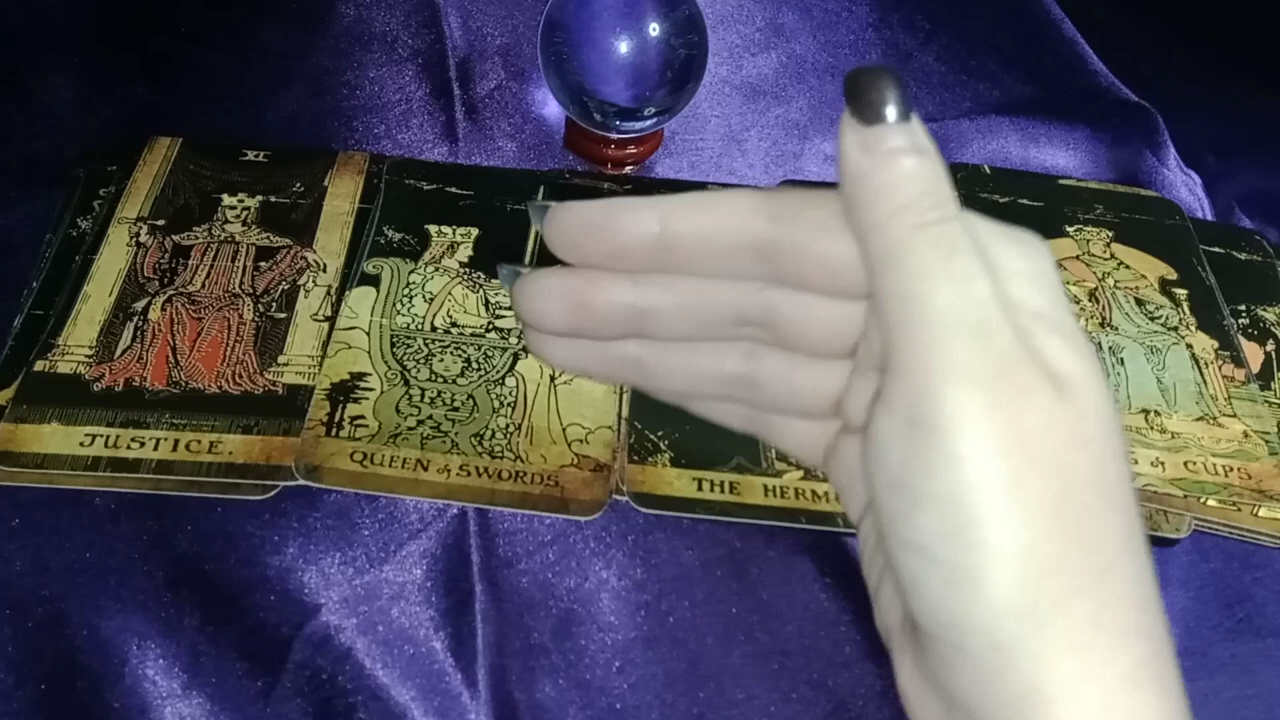 XI
JUSTICE.
QUEEN of SWORDS.
THE HERM
of CUPS.